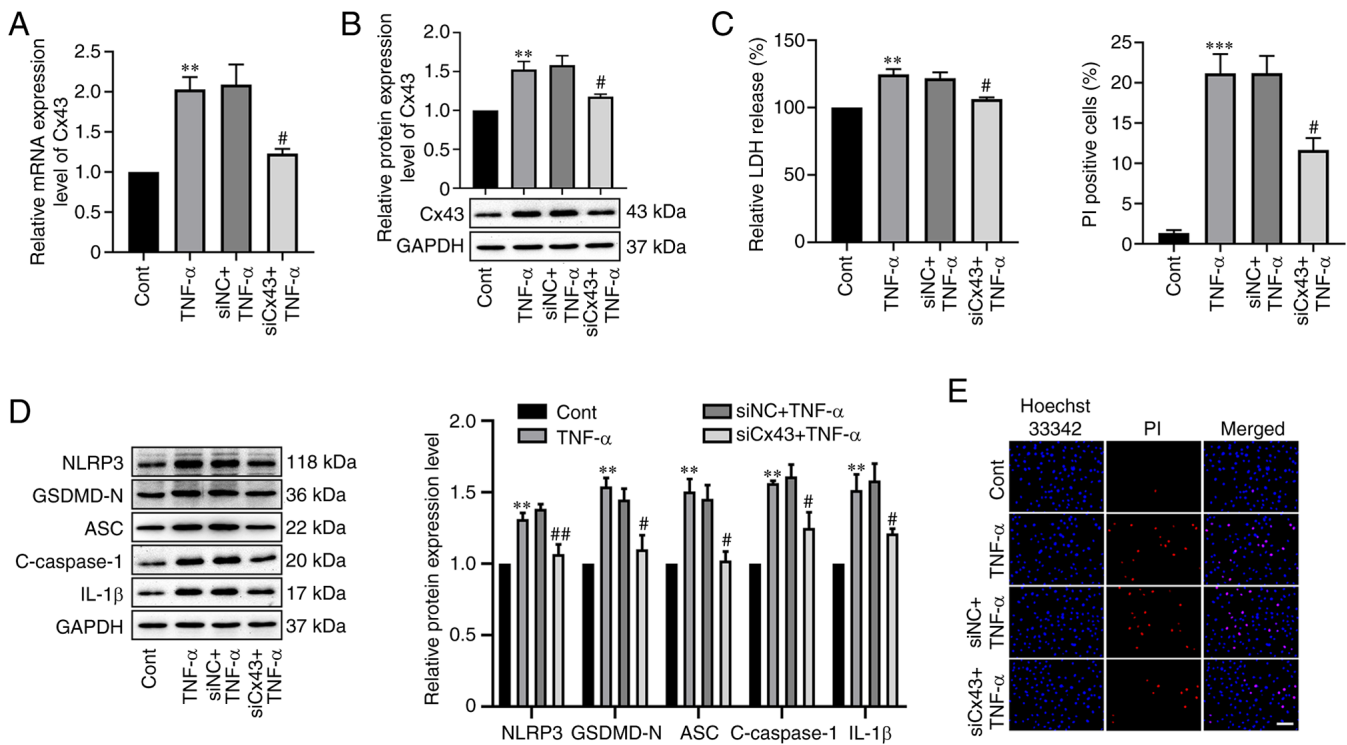 A
Relative mRNA expression
level of Cx43
2.5
2.0
1.5
1.0
0.5
0
**
#
Cont
TNF-α
siNC+
TNF-α
siCx43+
TNF-α
B
Relative protein expression
level of Cx43
2.0
1.5
1.0
0.5
0
**
#
Cx43
43 kDa
GAPDH
37 kDa
Cont
TNF-α
siNC+
TNF-α
siCx43+
TNF-α
C
Relative LDH release (%)
150
100
50
0
**
#
Cont
TNF-α
siNC+
TNF-α
siCx43+
TNF-α
PI positive cells (%)
25
20
15
10
5
0
***
#
Cont
TNF-α
siNC+
TNF-α
siCx43+
TNF-α
D
NLRP3 118 kDa
GSDMD-N 36 kDa
ASC 22 kDa
C-caspase-1 20 kDa
IL-1β 17 kDa
GAPDH 37 kDa
Cont
TNF-α
siNC+
TNF-α
siCx43+
TNF-α
Relative protein expression level
2.0
1.5
1.0
0.5
0
Cont
TNF-α
siNC+TNF-α
siCx43+TNF-α
** ** ** ** **
## # # # #
NLRP3 GSDMD-N ASC C-caspase-1 IL-1β
E
Hoechst
33342
PI
Merged
Cont
TNF-α
siNC+
TNF-α
siCx43+
TNF-α